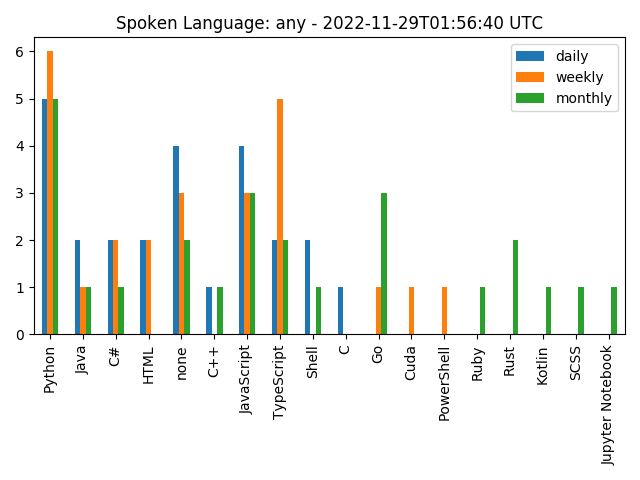 Spoken Language: any - 2022-11-29T01:56:40 UTC
daily
weekly
monthly
6
5
4
3
2
1
0
Python
Java
C#
HTML
none
C++
JavaScript
TypeScript
Shell
C
Go
Cuda
PowerShell
Ruby
Rust
Kotlin
SCSS
Jupyter Notebook